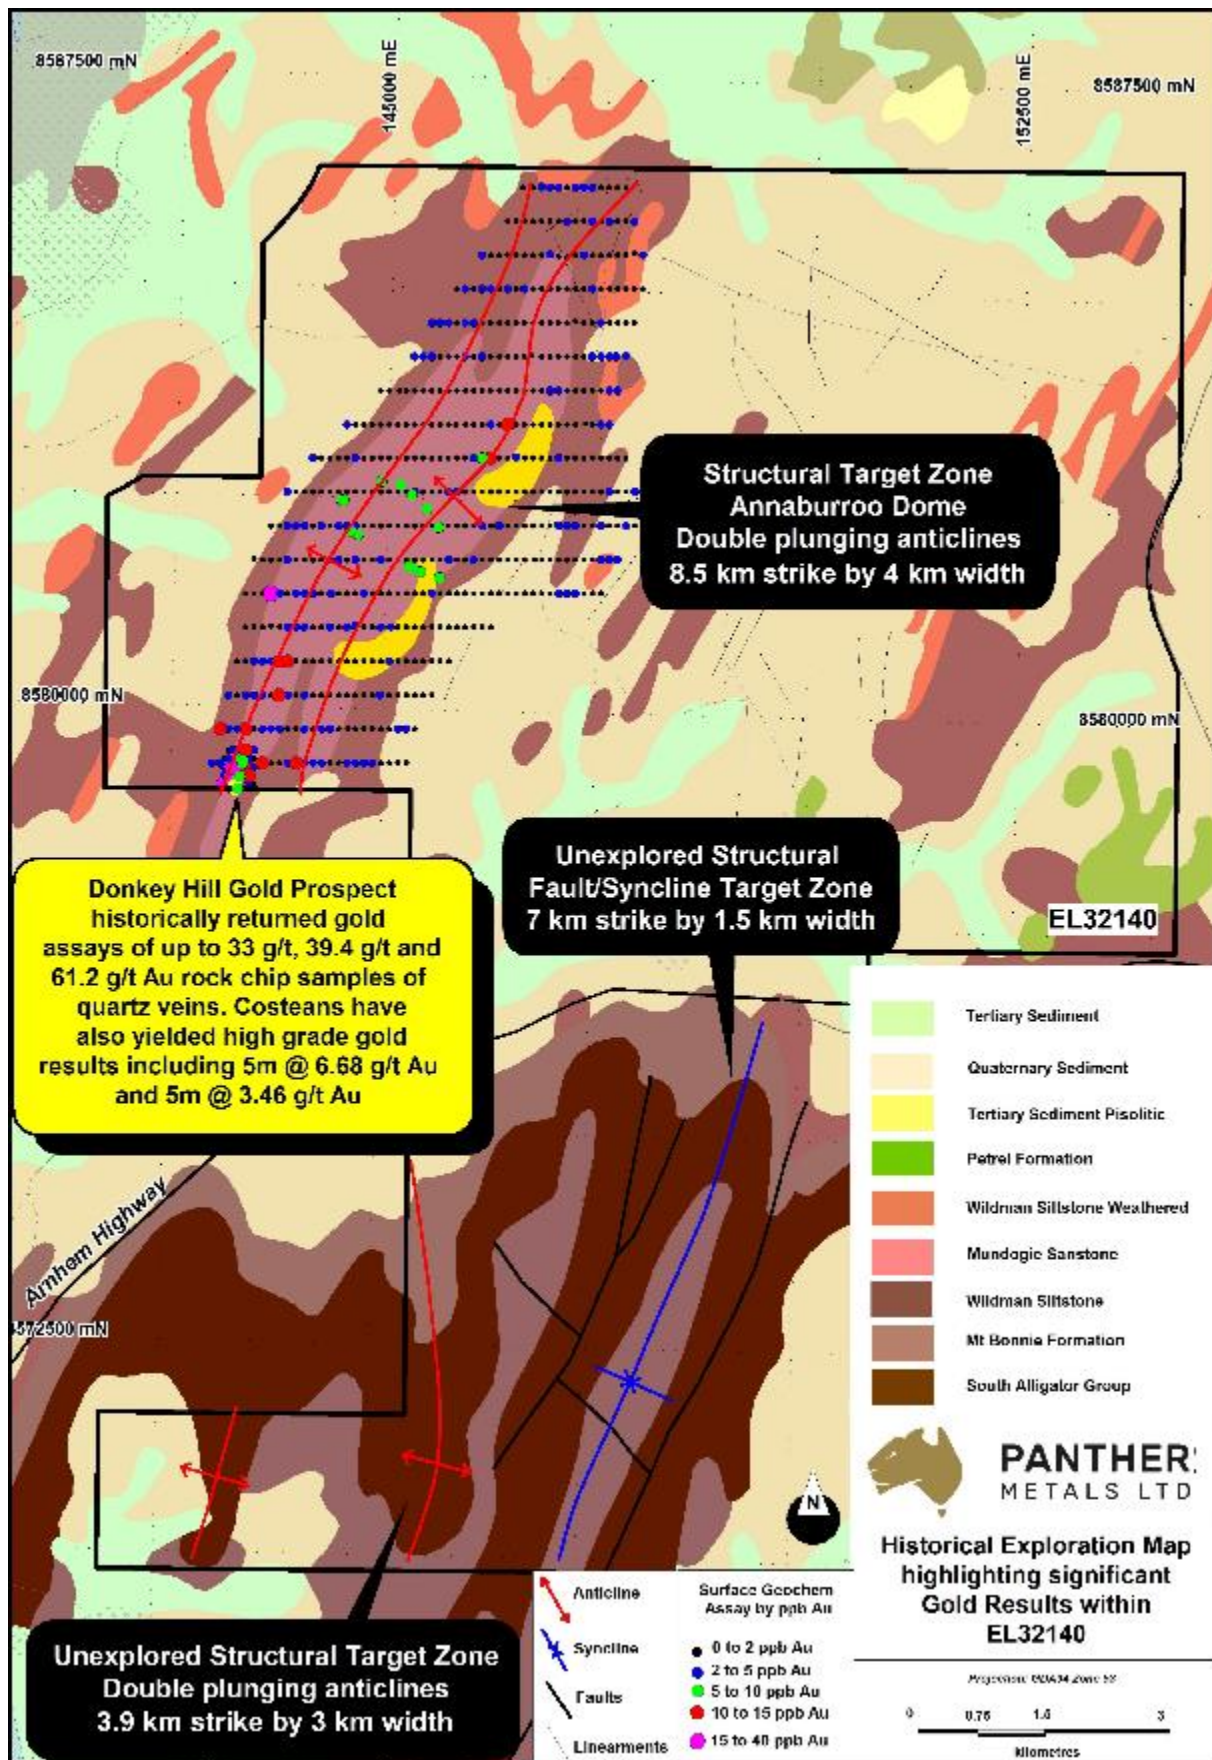 8587500 mN
145000 mE
152500 mE
8587500 mN
Structural Target Zone
Annaburroo Dome
Double plunging anticlines
8.5 km strike by 4 km width
8580000 mN
8580000 mN
Donkey Hill Gold Prospect
historically returned gold
assays of up to 33 g/t, 39.4 g/t and
61.2 g/t Au rock chip samples of
quartz veins. Costeans have
also yielded high grade gold
results including 5m @ 6.68 g/t Au
and 5m @ 3.46 g/t Au
Unexplored Structural
Fault/Syncline Target Zone
7 km strike by 1.5 km width
EL32140
Arnhem Highway
8572500 mN
Tertiary Sediment
Quaternary Sediment
Tertiary Sediment Pisolitic
Petrel Formation
Wildman Siltstone Weathered
Mundogie Sanstone
Wildman Siltstone
Mt Bonnie Formation
South Alligator Group
PANTHER
METALS LTD
N
Historical Exploration Map
highlighting significant
Gold Results within
EL32140
Unexplored Structural Target Zone
Double plunging anticlines
3.9 km strike by 3 km width
Anticline
Syncline
Faults
Linearments
Surface Geochem
Assay by ppb Au
0 to 2 ppb Au
2 to 5 ppb Au
5 to 10 ppb Au
10 to 15 ppb Au
15 to 40 ppb Au
Projection: GDA94 Zone 53
0 0.75 1.5 3
kilometres